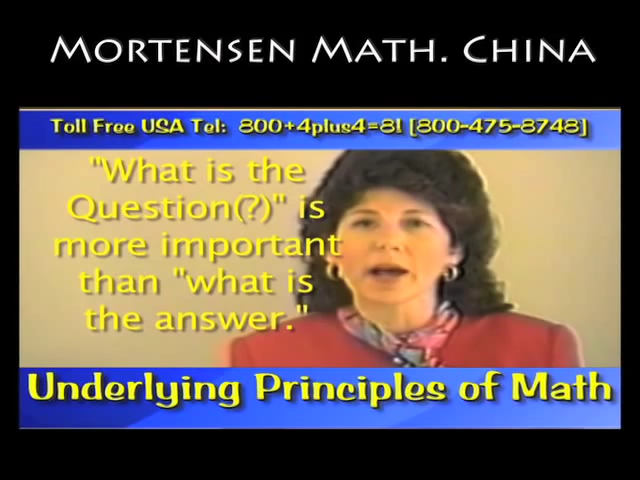 MORTENSEN MATH. CHINA
Toll Free USA Tel: 800+4plus4=8! [800-475-8748]
"What is the
Question(?)" is
more important
than "what is
the answer."
Underlying Principles of Math